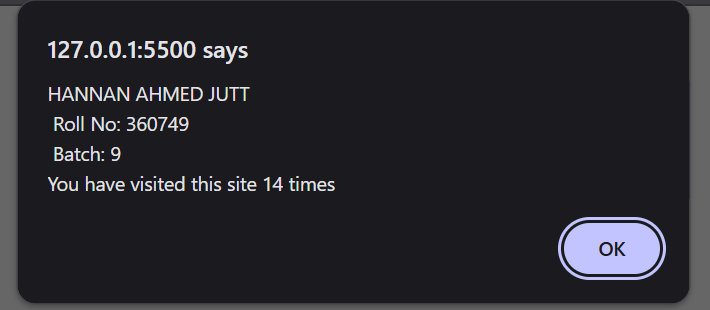 127.0.0.1:5500 says
HANNAN AHMED JUTT
Roll No: 360749
Batch: 9
You have visited this site 14 times
OK